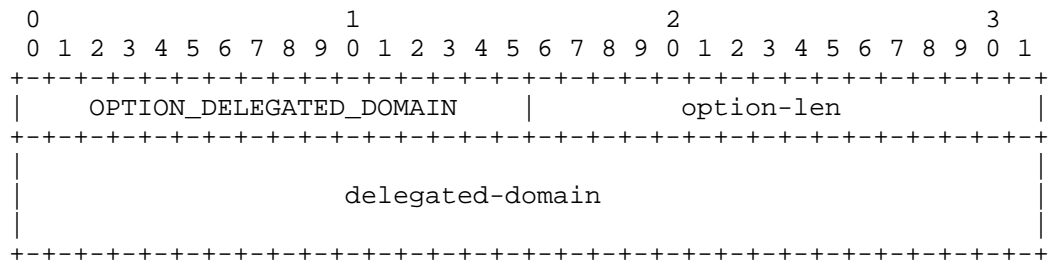 0                   1                   2                   3
 0 1 2 3 4 5 6 7 8 9 0 1 2 3 4 5 6 7 8 9 0 1 2 3 4 5 6 7 8 9 0 1
+-+-+-+-+-+-+-+-+-+-+-+-+-+-+-+-+-+-+-+-+-+-+-+-+-+-+-+-+-+-+-+-+
|    OPTION_DELEGATED_DOMAIN    |         option-len            |
+-+-+-+-+-+-+-+-+-+-+-+-+-+-+-+-+-+-+-+-+-+-+-+-+-+-+-+-+-+-+-+-+
|                                                               |
|                    delegated-domain                           |
|                                                               |
+-+-+-+-+-+-+-+-+-+-+-+-+-+-+-+-+-+-+-+-+-+-+-+-+-+-+-+-+-+-+-+-+